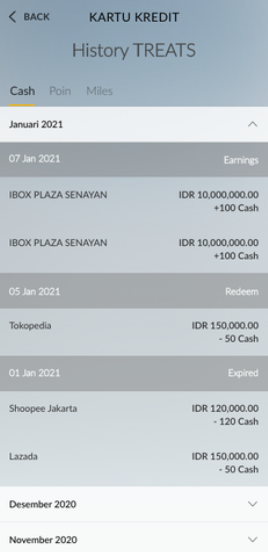 BACK KARTU KREDIT
History TREATS
Cash Poin Miles
Januari 2021
07 Jan 2021 Earnings
IBOX PLAZA SENAYAN IDR 10,000,000.00
+100 Cash
IBOX PLAZA SENAYAN IDR 10,000,000.00
+100 Cash
05 Jan 2021 Redeem
Tokopedia IDR 150,000.00
- 50 Cash
01 Jan 2021 Expired
Shoopee Jakarta IDR 120,000.00
- 120 Cash
Lazada IDR 150,000.00
- 50 Cash
Desember 2020
November 2020